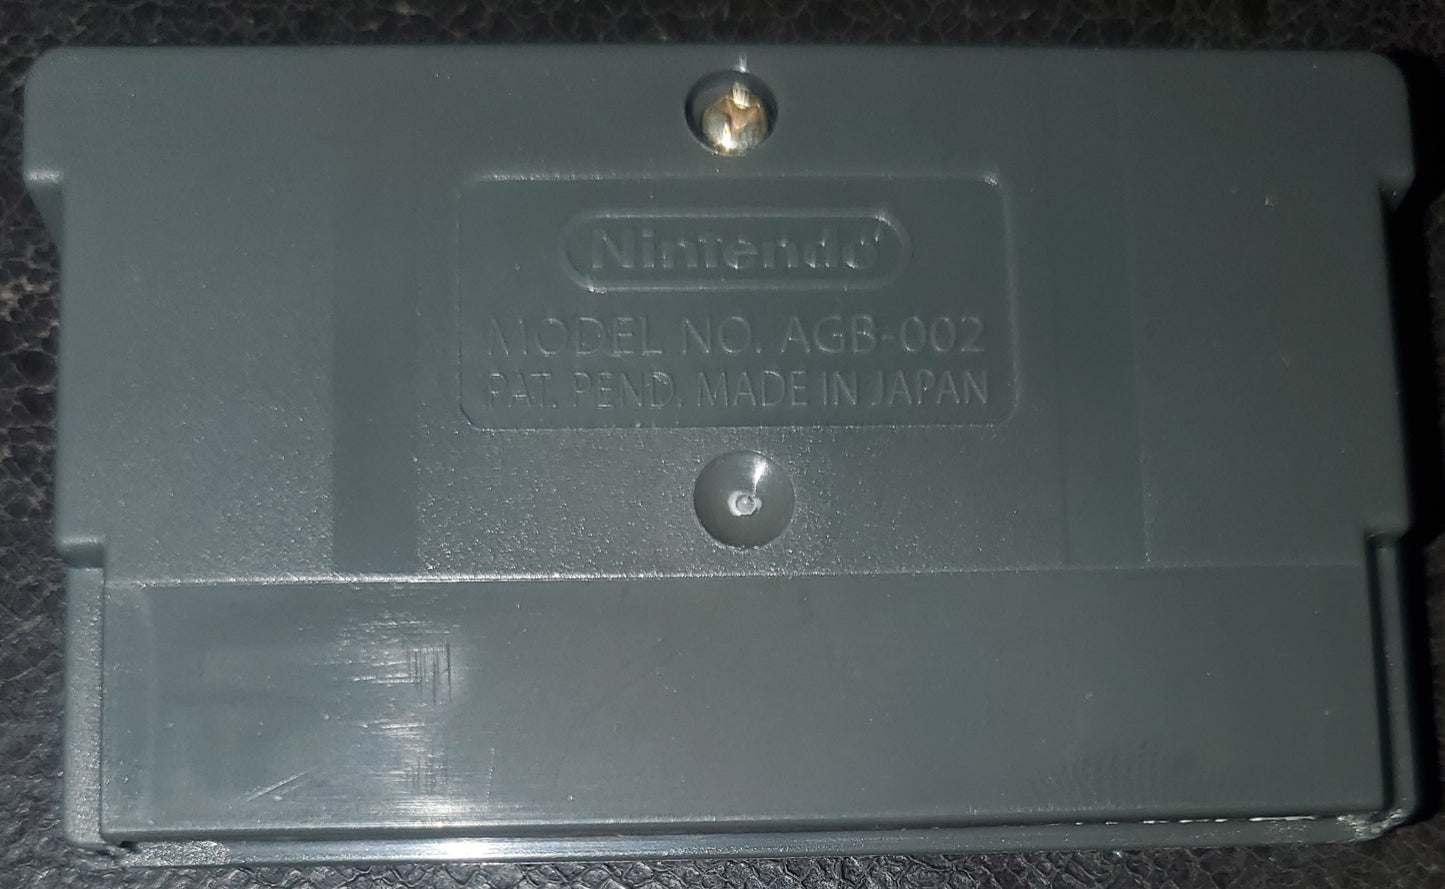 Nintendo
MODEL NO. AGB-002
PAT. PEND. MADE IN JAPAN